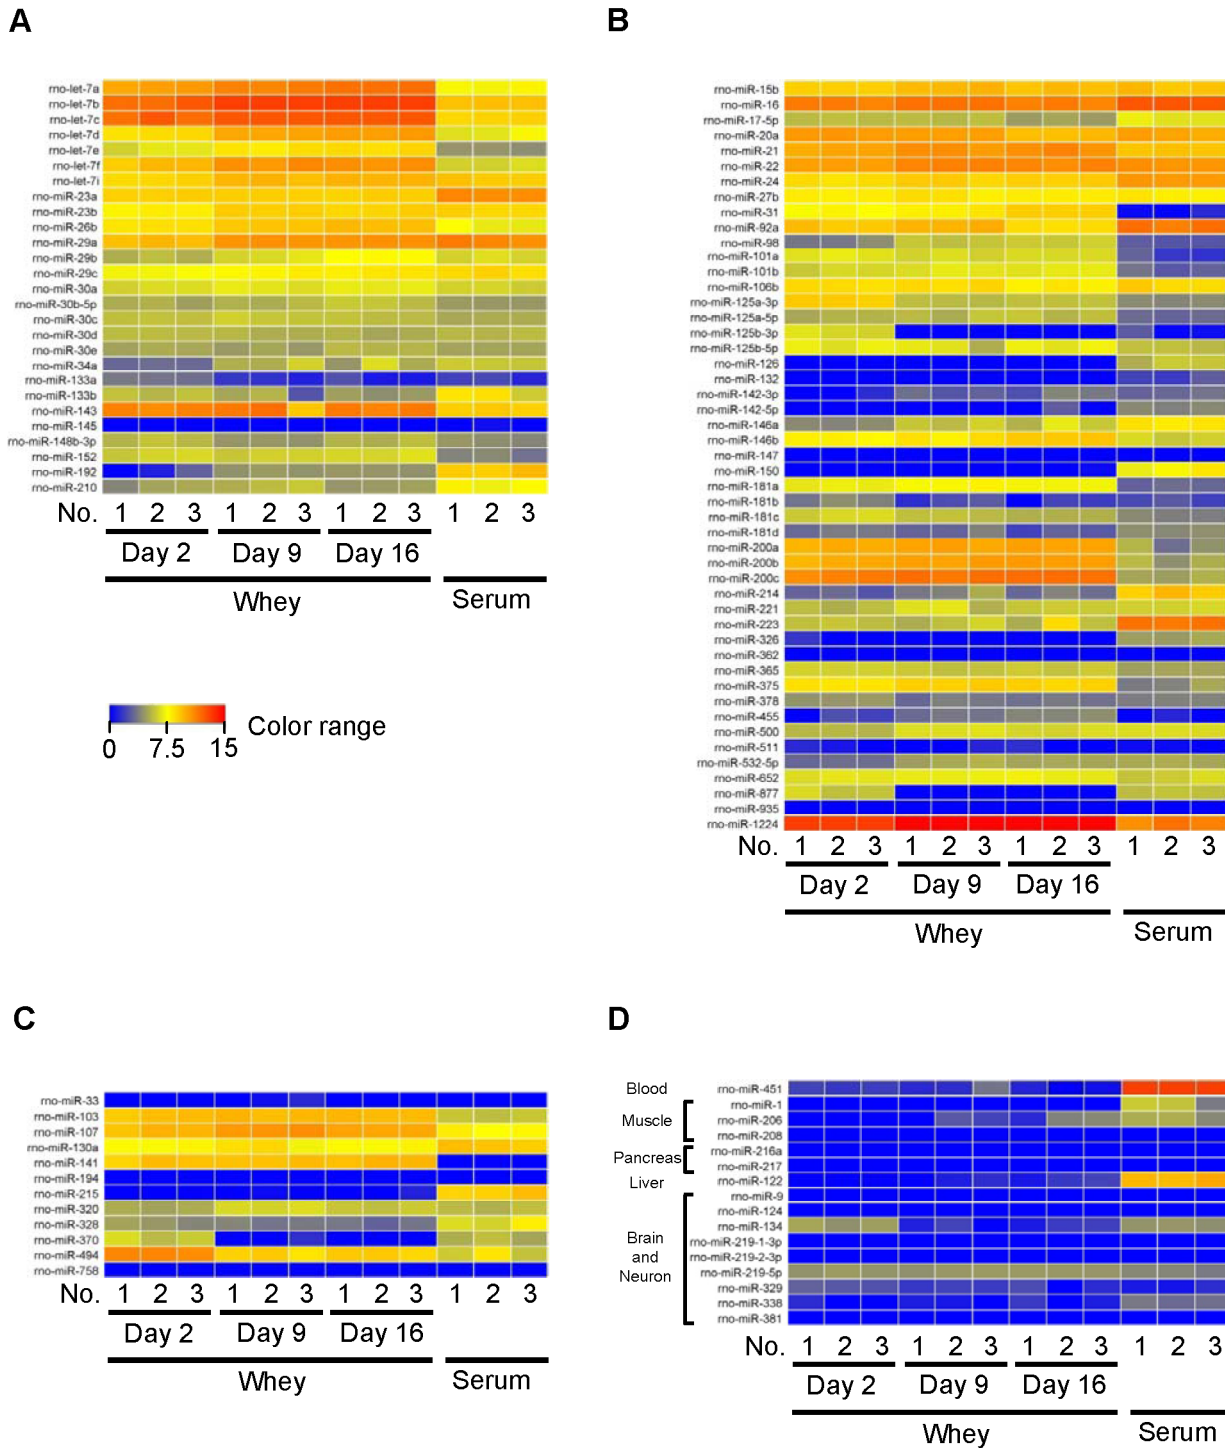 A
rno-let-7a
rno-let-7b
rno-let-7c
rno-let-7d
rno-let-7e
rno-let-7f
rno-let-7i
rno-miR-23a
rno-miR-23b
rno-miR-26b
rno-miR-29a
rno-miR-29b
rno-miR-29c
rno-miR-30a
rno-miR-30b-5p
rno-miR-30c
rno-miR-30d
rno-miR-30e
rno-miR-34a
rno-miR-133a
rno-miR-133b
rno-miR-143
rno-miR-145
rno-miR-148b-3p
rno-miR-152
rno-miR-192
rno-miR-210
No. 1 2 3 1 2 3 1 2 3 1 2 3
Day 2 Day 9 Day 16
Whey Serum
0 7.5 15 Color range
B
rno-miR-15b
rno-miR-16
rno-miR-17-5p
rno-miR-20a
rno-miR-21
rno-miR-22
rno-miR-24
rno-miR-27b
rno-miR-31
rno-miR-92a
rno-miR-98
rno-miR-101a
rno-miR-101b
rno-miR-106b
rno-miR-125a-3p
rno-miR-125a-5p
rno-miR-125b-3p
rno-miR-125b-5p
rno-miR-126
rno-miR-132
rno-miR-142-3p
rno-miR-142-5p
rno-miR-146a
rno-miR-146b
rno-miR-147
rno-miR-150
rno-miR-181a
rno-miR-181b
rno-miR-181c
rno-miR-181d
rno-miR-200a
rno-miR-200b
rno-miR-200c
rno-miR-214
rno-miR-221
rno-miR-223
rno-miR-326
rno-miR-362
rno-miR-365
rno-miR-375
rno-miR-378
rno-miR-455
rno-miR-500
rno-miR-511
rno-miR-532-5p
rno-miR-652
rno-miR-877
rno-miR-935
rno-miR-1224
No. 1 2 3 1 2 3 1 2 3 1 2 3
Day 2 Day 9 Day 16
Whey Serum
C
rno-miR-33
rno-miR-103
rno-miR-107
rno-miR-130a
rno-miR-141
rno-miR-194
rno-miR-215
rno-miR-320
rno-miR-328
rno-miR-370
rno-miR-494
rno-miR-758
No. 1 2 3 1 2 3 1 2 3 1 2 3
Day 2 Day 9 Day 16
Whey Serum
D
Blood rno-miR-451
rno-miR-1
Muscle rno-miR-206
rno-miR-208
Pancreas rno-miR-216a
rno-miR-217
Liver rno-miR-122
rno-miR-9
rno-miR-124
rno-miR-134
Brain rno-miR-219-1-3p
and rno-miR-219-2-3p
Neuron rno-miR-219-5p
rno-miR-329
rno-miR-338
rno-miR-381
No. 1 2 3 1 2 3 1 2 3 1 2 3
Day 2 Day 9 Day 16
Whey Serum